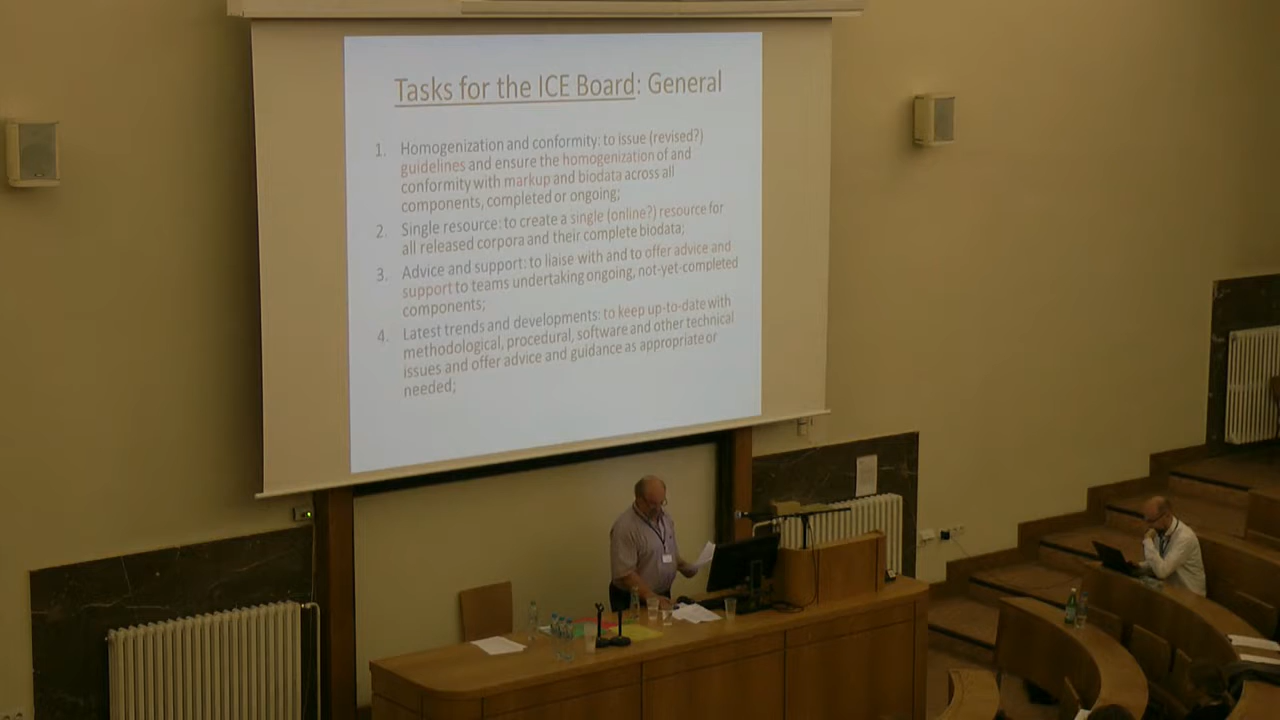 Tasks for the ICE Board: General
1. Homogenization and conformity: to issue (revised?)
guidelines and ensure the homogenization of and
conformity with markup and biodata across all
components, completed or ongoing;
2. Single resource: to create a single (online?) resource for
all released corpora and their complete biodata;
3. Advice and support: to liaise with and to offer advice and
support to teams undertaking ongoing, not-yet-completed
components;
4. Latest trends and developments: to keep up-to-date with
methodological, procedural, software and other technical
issues and offer advice and guidance as appropriate or
needed;